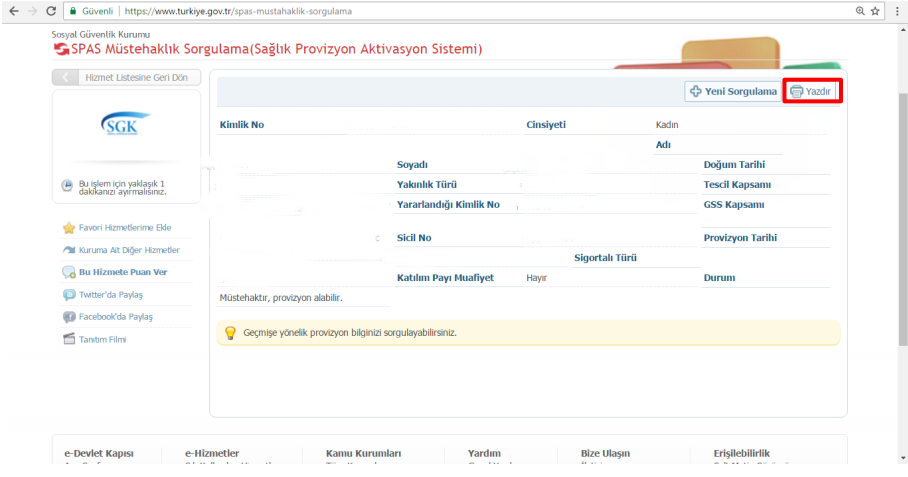 Güvenli | https://www.turkiye.gov.tr/spas-mustahaklik-sorgulama
Sosyal Güvenlik Kurumu
SPAS Müstehaklık Sorgulama(Sağlık Provizyon Aktivasyon Sistemi)
Hizmet Listesine Geri Dön
SGK
Bu işlem için yaklaşık 1
dakikanızı ayırmalısınız.
Favori Hizmetlerime Ekle
Kuruma Ait Diğer Hizmetler
Bu Hizmete Puan Ver
Twitter'da Paylaş
Facebook'da Paylaş
Tanıtım Filmi
Yeni Sorgulama Yazdır
Kimlik No Cinsiyeti Kadın
Adı
Soyadı Doğum Tarihi
Yakınlık Türü Tescil Kapsamı
Yararlandığı Kimlik No GSS Kapsamı
Sicil No Provizyon Tarihi
Sigortalı Türü
Katılım Payı Muafiyet Hayır Durum
Müstehaktır, provizyon alabilir.
Geçmişe yönelik provizyon bilginizi sorgulayabilirsiniz.
e-Devlet Kapısı e-Hizmetler Kamu Kurumları Yardım Bize Ulaşın Erişilebilirlik